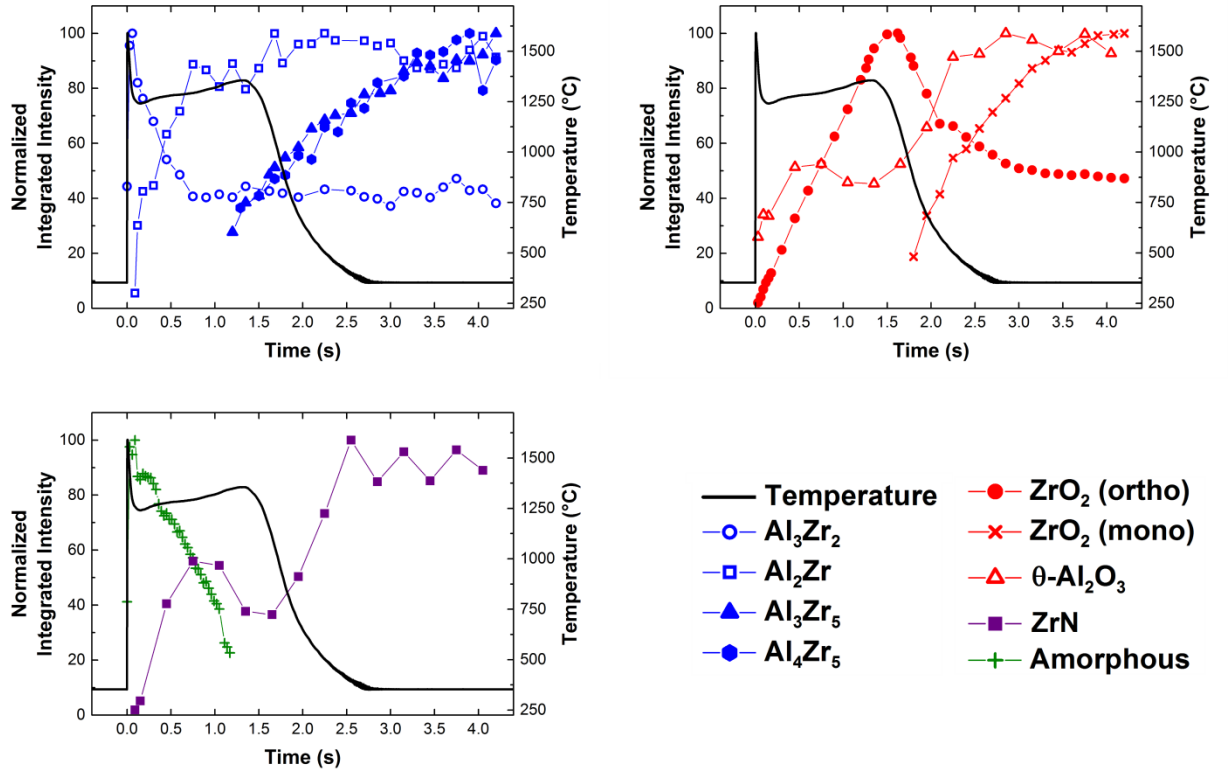 Normalized
Integrated Intensity
100
80
60
40
20
0
0.0 0.5 1.0 1.5 2.0 2.5 3.0 3.5 4.0
Time (s)
1500
1250
1000
750
500
250
Temperature (°C)
Normalized
Integrated Intensity
100
80
60
40
20
0
0.0 0.5 1.0 1.5 2.0 2.5 3.0 3.5 4.0
Time (s)
1500
1250
1000
750
500
250
Temperature (°C)
Normalized
Integrated Intensity
100
80
60
40
20
0
0.0 0.5 1.0 1.5 2.0 2.5 3.0 3.5 4.0
Time (s)
1500
1250
1000
750
500
250
Temperature (°C)
Temperature
Al₃Zr₂
Al₂Zr
Al₃Zr₅
Al₄Zr₅
ZrO₂ (ortho)
ZrO₂ (mono)
θ-Al₂O₃
ZrN
Amorphous